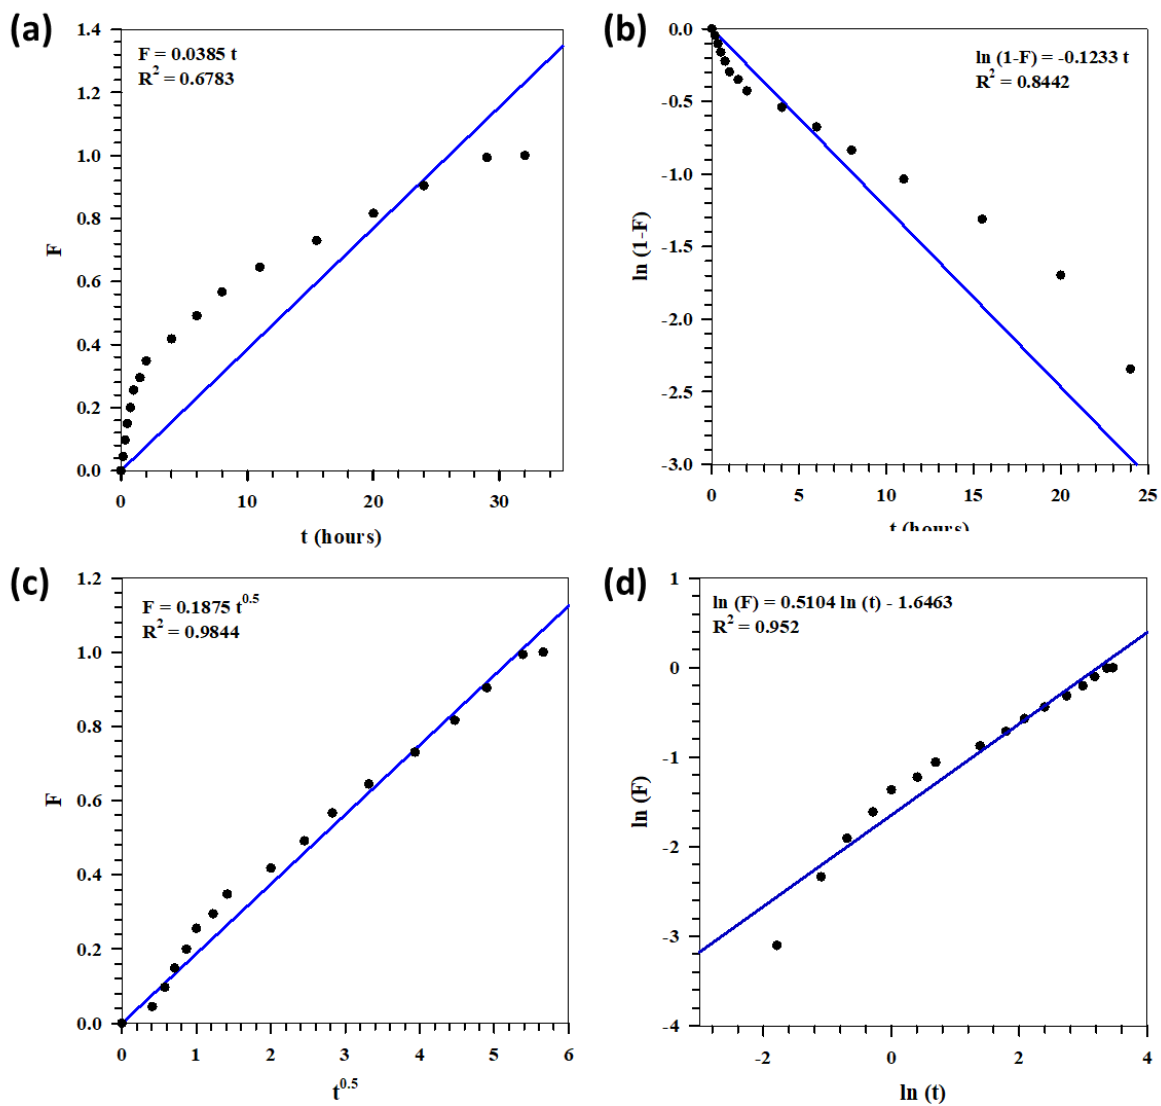 (a)
F = 0.0385 t
R² = 0.6783
1.4
1.2
1.0
0.8
0.6
0.4
0.2
0.0
F
0 10 20 30
t (hours)
(b)
ln (1-F) = -0.1233 t
R² = 0.8442
0.0
-0.5
-1.0
-1.5
-2.0
-2.5
-3.0
ln (1-F)
0 5 10 15 20 25
t (hours)
(c)
F = 0.1875 t^0.5
R² = 0.9844
1.2
1.0
0.8
0.6
0.4
0.2
0.0
F
0 1 2 3 4 5 6
t^0.5
(d)
ln (F) = 0.5104 ln (t) - 1.6463
R² = 0.952
1
0
-1
-2
-3
-4
ln (F)
-2 0 2 4
ln (t)